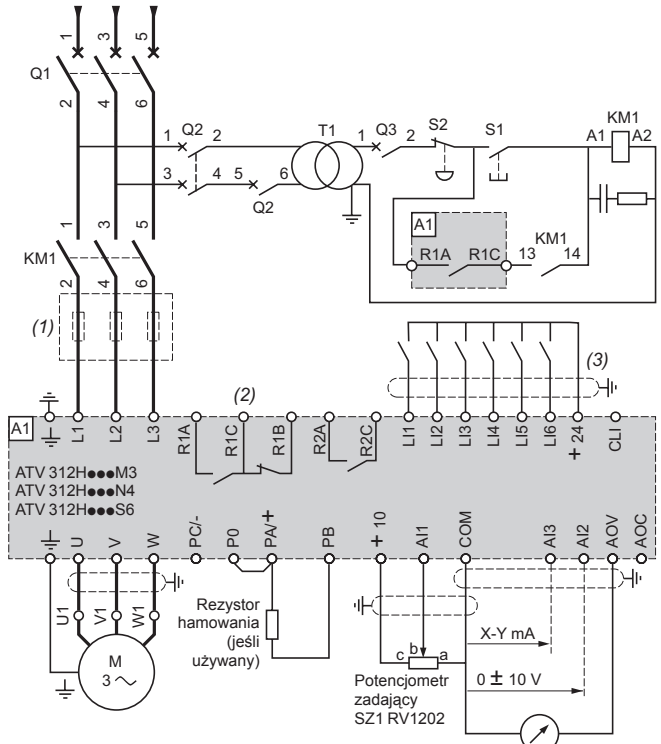 1 3 5
Q1
2 4 6
1 Q2 2 T1 1 Q3 2 S2 S1 KM1
A1 A2
3 4 5 6
Q2
1 3 5
A1
R1A R1C 13 KM1 14
KM1
2 4 6
(1)
(2)
(3)
A1
L1 L2 L3 R1A R1C R1B R2A R2C LI1 LI2 LI3 LI4 LI5 LI6 + 24 CLI
ATV 312H●●●M3
ATV 312H●●●N4
ATV 312H●●●S6
U V W PC/- P0 PA/+ PB + 10 AI1 COM AI3 AI2 AOV AOC
U1 V1 W1
Rezystor
hamowania
(jeśli
używany)
X-Y mA
c b a
M
3 ~
Potencjometr
zadający
SZ1 RV1202
0 ± 10 V